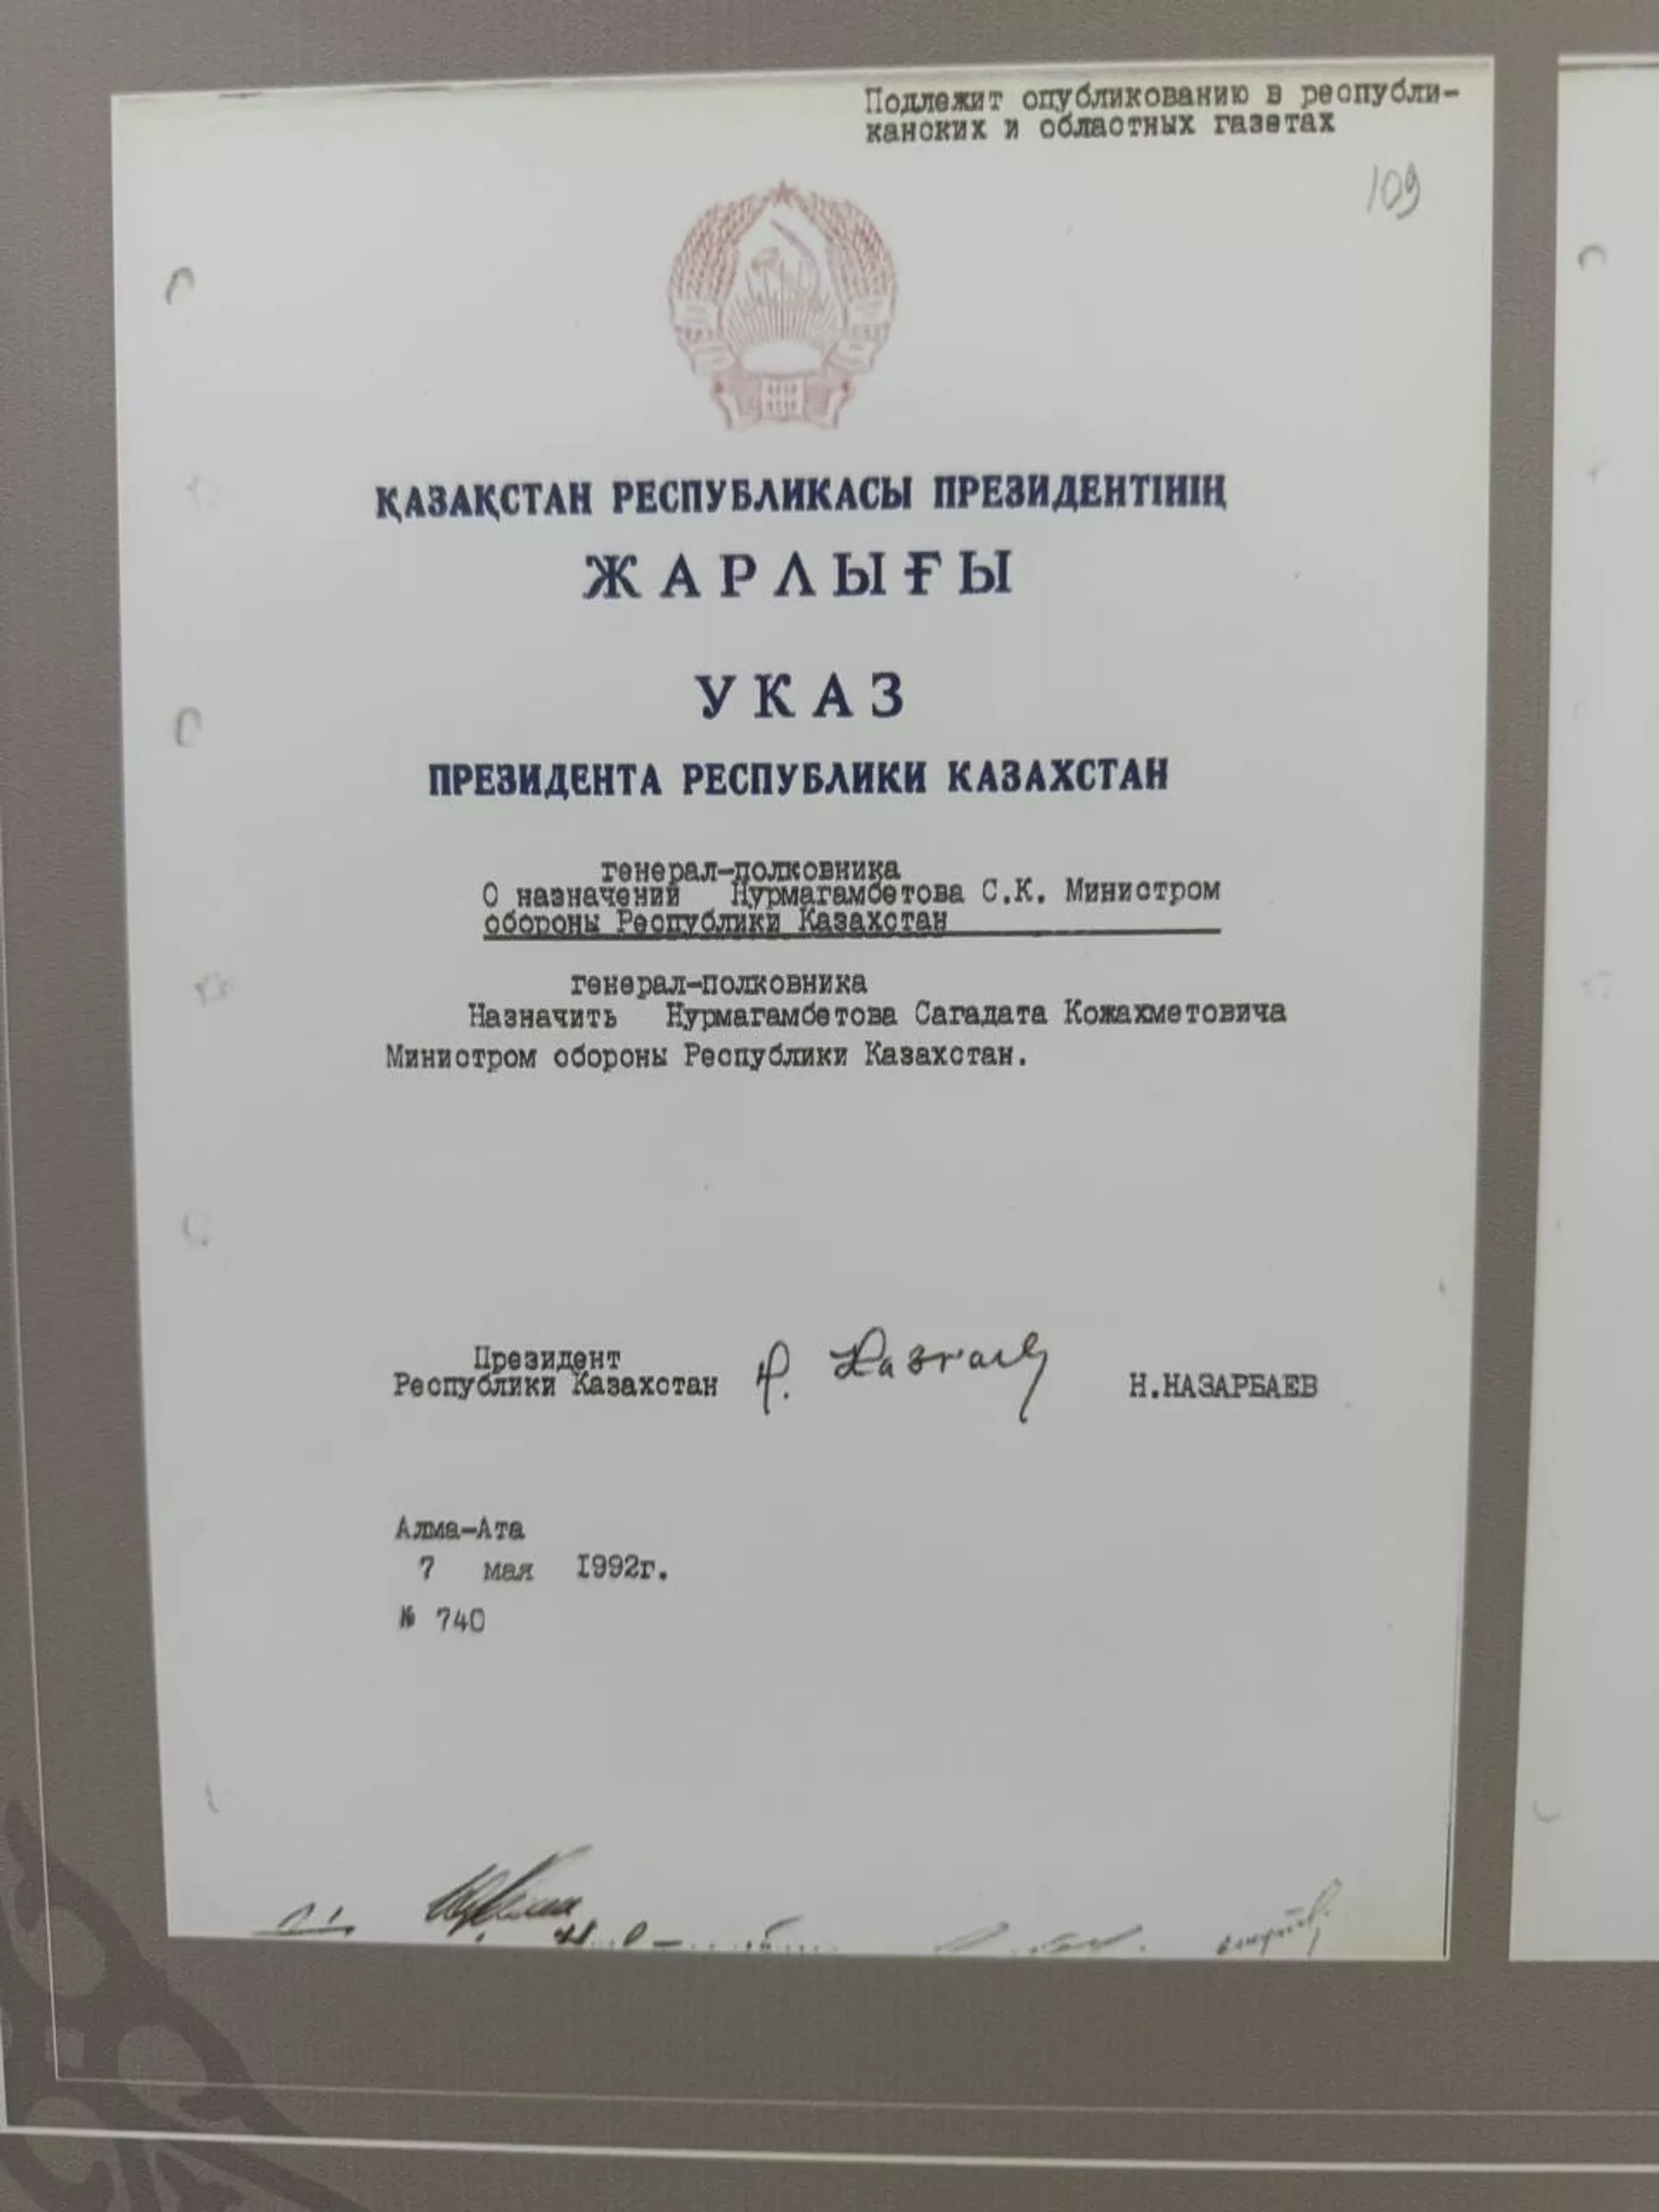 Подлежит опубликованию в республи-
канских и областных газетах
109
ҚАЗАҚСТАН РЕСПУБЛИКАСЫ ПРЕЗИДЕНТІНІҢ
ЖАРЛЫҒЫ
УКАЗ
ПРЕЗИДЕНТА РЕСПУБЛИКИ КАЗАХСТАН
генерал-полковника
О назначении Нурмагамбетова С.К. Министром
обороны Республики Казахстан
генерал-полковника
Назначить Нурмагамбетова Сагадата Кожахметовича
Министром обороны Республики Казахстан.
Президент
Республики Казахстан
Н.НАЗАРБАЕВ
Алма-Ата
7 мая 1992г.
№ 740